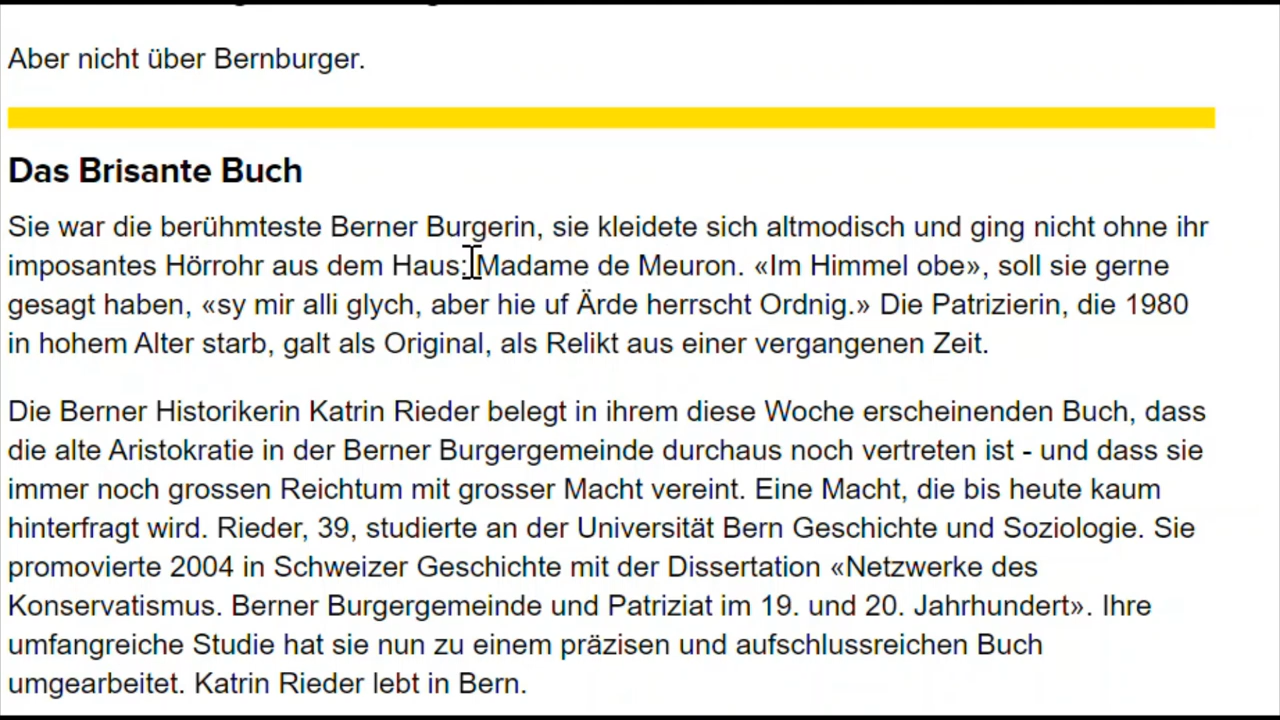 Aber nicht über Bernburger.
Das Brisante Buch
Sie war die berühmteste Berner Burgerin, sie kleidete sich altmodisch und ging nicht ohne ihr
imposantes Hörrohr aus dem Haus: Madame de Meuron. «Im Himmel obe», soll sie gerne
gesagt haben, «sy mir alli glych, aber hie uf Ärde herrscht Ordnig.» Die Patrizierin, die 1980
in hohem Alter starb, galt als Original, als Relikt aus einer vergangenen Zeit.
Die Berner Historikerin Katrin Rieder belegt in ihrem diese Woche erscheinenden Buch, dass
die alte Aristokratie in der Berner Burgergemeinde durchaus noch vertreten ist - und dass sie
immer noch grossen Reichtum mit grosser Macht vereint. Eine Macht, die bis heute kaum
hinterfragt wird. Rieder, 39, studierte an der Universität Bern Geschichte und Soziologie. Sie
promovierte 2004 in Schweizer Geschichte mit der Dissertation «Netzwerke des
Konservatismus. Berner Burgergemeinde und Patriziat im 19. und 20. Jahrhundert». Ihre
umfangreiche Studie hat sie nun zu einem präzisen und aufschlussreichen Buch
umgearbeitet. Katrin Rieder lebt in Bern.